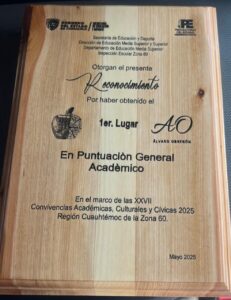 Secretaría de Educación y Deporte
Dirección de Educación Media Superior y Superior
Departamento de Educación Media Superior
Inspección Escolar Zona 60
Otorgan el presente
Reconocimiento
Por haber obtenido el
1er. Lugar
AO
ÁLVARO OBREGÓN
En Puntuaciòn General
Acadèmico
En el marco de las XXVII
Convivencias Académicas, Culturales y Cívicas 2025
Región Cuauhtémoc de la Zona 60.
Mayo 2025